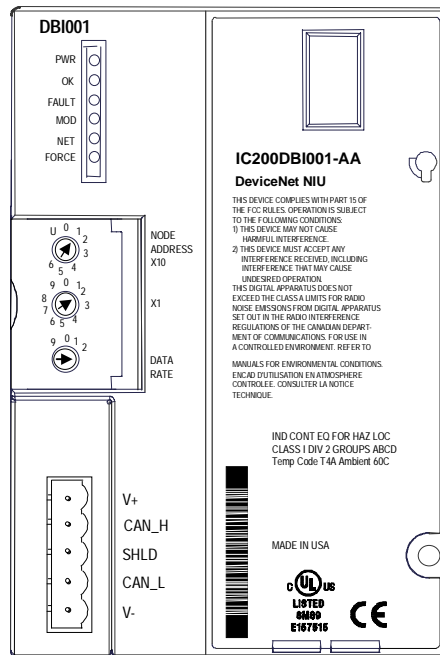 DBI001
PWR
OK
FAULT
MOD
NET
FORCE
U 0 1 2 3 4 5 6
NODE
ADDRESS
X10
9 0 1 2 3 4 5 6 7 8
X1
9 0 1 2
DATA
RATE
V+
CAN_H
SHLD
CAN_L
V-
IC200DBI001-AA
DeviceNet NIU
THIS DEVICE COMPLIES WITH PART 15 OF
THE FCC RULES. OPERATION IS SUBJECT
TO THE FOLLOWING CONDITIONS:
1) THIS DEVICE MAY NOT CAUSE
HARMFUL INTERFERENCE.
2) THIS DEVICE MUST ACCEPT ANY
INTERFERENCE RECEIVED, INCLUDING
INTERFERENCE THAT MAY CAUSE
UNDESIRED OPERATION.
THIS DIGITAL APPARATUS DOES NOT
EXCEED THE CLASS A LIMITS FOR RADIO
NOISE EMISSIONS FROM DIGITAL APPARATUS
SET OUT IN THE RADIO INTERFERENCE
REGULATIONS OF THE CANADIAN DEPART-
MENT OF COMMUNICATIONS. FOR USE IN
A CONTROLLED ENVIRONMENT. REFER TO
MANUALS FOR ENVIRONMENTAL CONDITIONS.
ENCAD D'UTILISATION EN ATMOSPHERE
CONTROLEE. CONSULTER LA NOTICE
TECHNIQUE.
IND CONT EQ FOR HAZ LOC
CLASS I DIV 2 GROUPS ABCD
Temp Code T4A Ambient 60C
MADE IN USA
C UL US
LISTED
8M89
E157515
CE